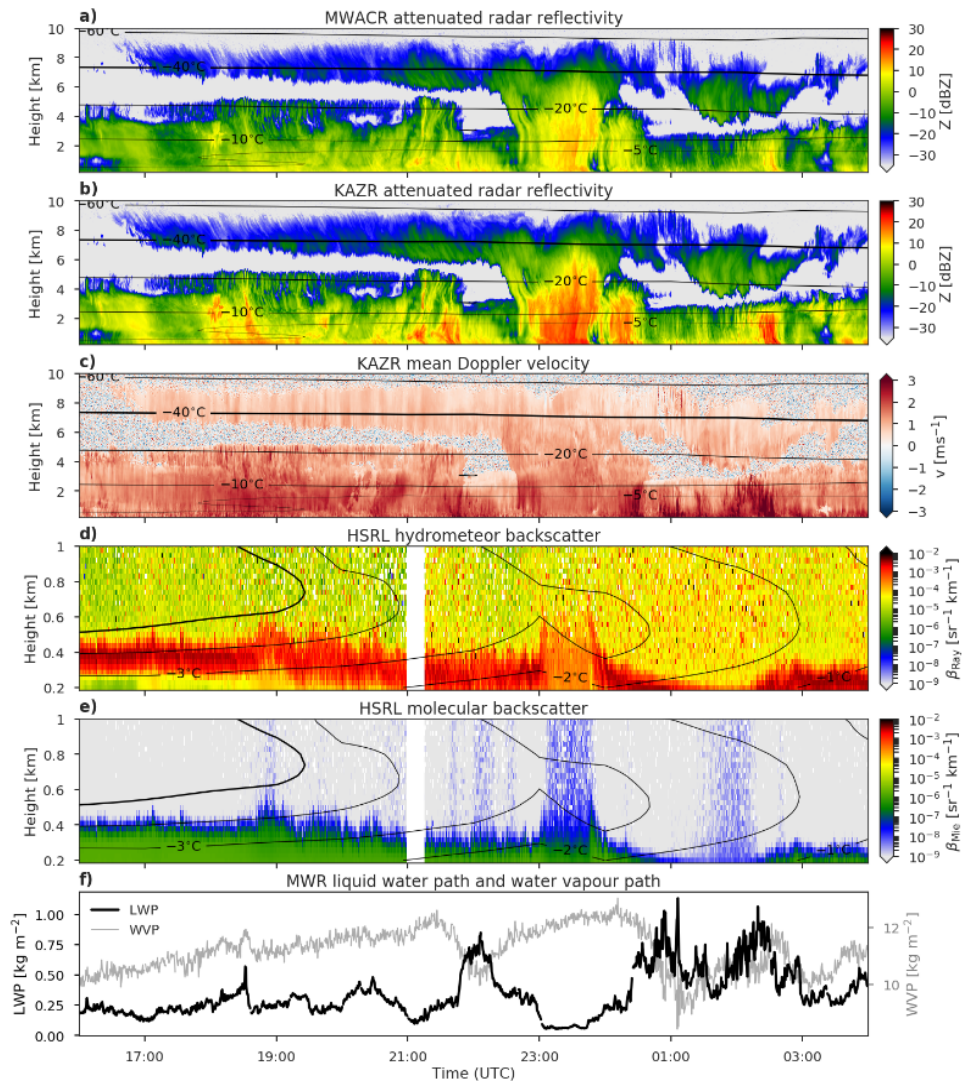 a) MWACR attenuated radar reflectivity
10
8
6
4
2
Height [km]
−60°C
−40°C
−20°C
−10°C
−5°C
30
20
10
0
−10
−20
−30
Z [dBZ]
b) KAZR attenuated radar reflectivity
10
8
6
4
2
Height [km]
−60°C
−40°C
−20°C
−10°C
−5°C
30
20
10
0
−10
−20
−30
Z [dBZ]
c) KAZR mean Doppler velocity
10
8
6
4
2
Height [km]
−60°C
−40°C
−20°C
−10°C
−5°C
3
2
1
0
−1
−2
−3
v [ms⁻¹]
d) HSRL hydrometeor backscatter
1
0.8
0.6
0.4
0.2
Height [km]
−3°C
−2°C
−1°C
10⁻²
10⁻³
10⁻⁴
10⁻⁵
10⁻⁶
10⁻⁷
10⁻⁸
10⁻⁹
βRay [sr⁻¹ km⁻¹]
e) HSRL molecular backscatter
1
0.8
0.6
0.4
0.2
Height [km]
−3°C
−2°C
−1°C
10⁻²
10⁻³
10⁻⁴
10⁻⁵
10⁻⁶
10⁻⁷
10⁻⁸
10⁻⁹
βMie [sr⁻¹ km⁻¹]
f) MWR liquid water path and water vapour path
1.00
0.75
0.50
0.25
0.00
LWP [kg m⁻²]
LWP
WVP
12
10
WVP [kg m⁻²]
17:00 19:00 21:00 23:00 01:00 03:00
Time (UTC)